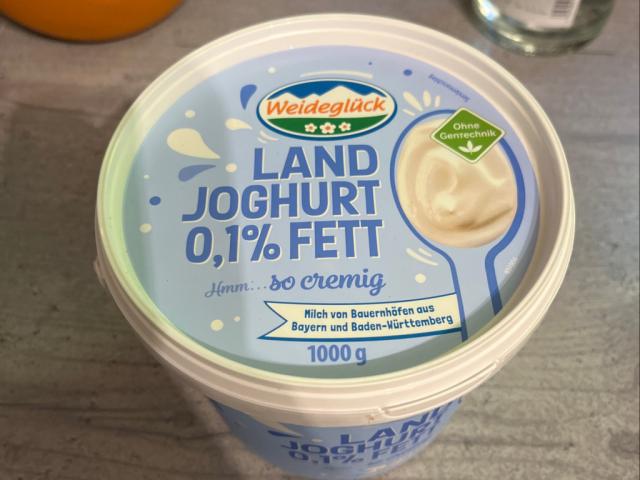 Weideglück
Ohne
Gentechnik
LAND
JOGHURT
0,1% FETT
Hmm... so cremig
Milch von Bauernhöfen aus
Bayern und Baden-Württemberg
1000 g
LAND
JOGHURT
0,1% FETT